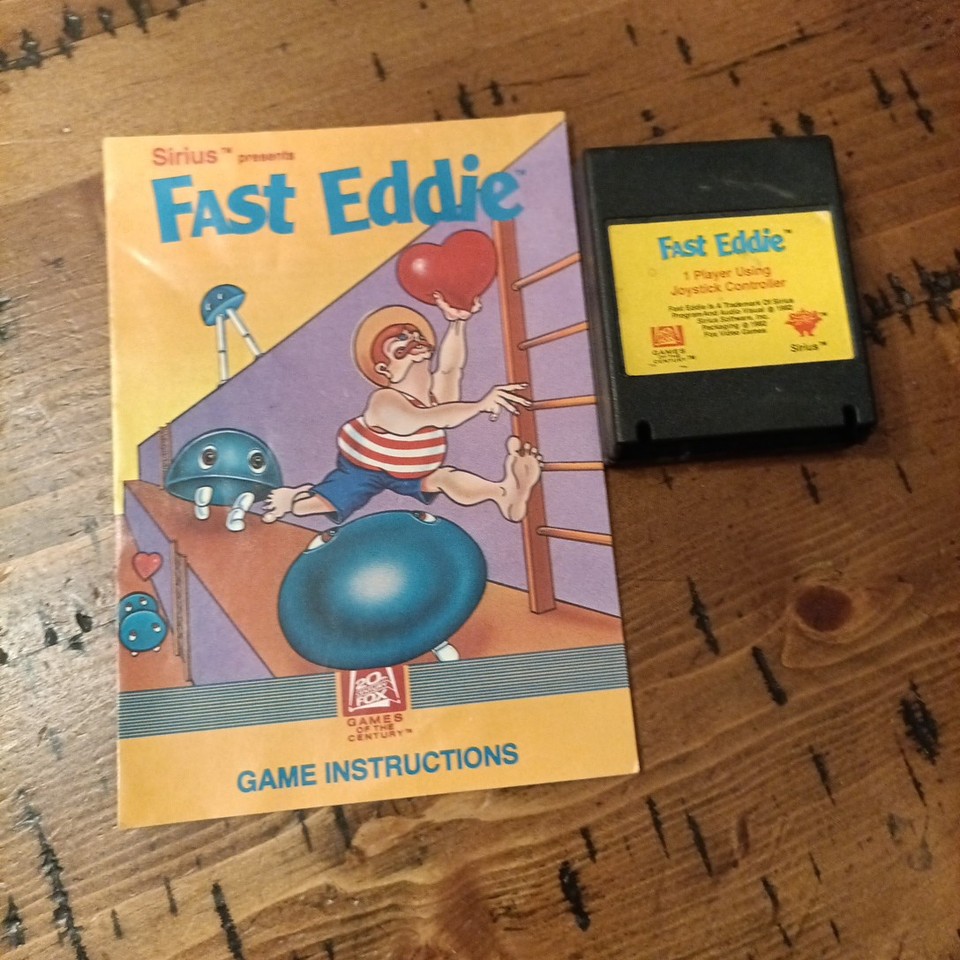 Sirius™ presents
Fast Eddie™
20th
CENTURY
FOX
GAMES
OF THE
CENTURY™
GAME INSTRUCTIONS
Fast Eddie™
1 Player Using
Joystick Controller
Fast Eddie Is A Trademark Of Sirius
Program And Audio Visual © 1982
Sirius Software, Inc.
Packaging © 1982
Fox Video Games
GAMES
OF THE
CENTURY™
Sirius™